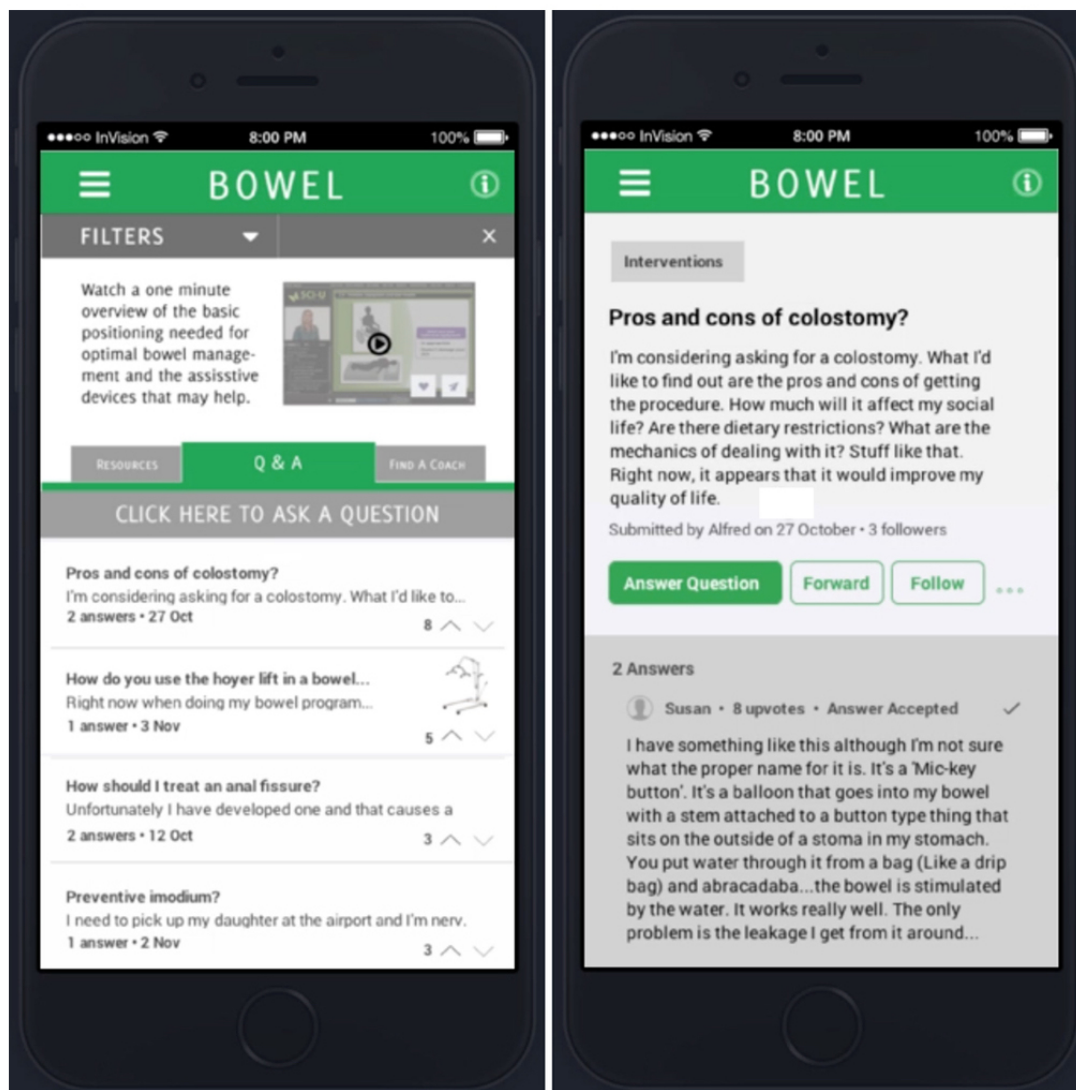 InVision 8:00 PM 100%
BOWEL
FILTERS
Watch a one minute
overview of the basic
positioning needed for
optimal bowel manage-
ment and the assisstive
devices that may help.
SCI-U
RESOURCES Q & A FIND A COACH
CLICK HERE TO ASK A QUESTION
Pros and cons of colostomy?
I'm considering asking for a colostomy. What I'd like to...
2 answers • 27 Oct
8
How do you use the hoyer lift in a bowel...
Right now when doing my bowel program...
1 answer • 3 Nov
5
How should I treat an anal fissure?
Unfortunately I have developed one and that causes a
2 answers • 12 Oct
3
Preventive imodium?
I need to pick up my daughter at the airport and I'm nerv.
1 answer • 2 Nov
3
InVision 8:00 PM 100%
BOWEL
Interventions
Pros and cons of colostomy?
I'm considering asking for a colostomy. What I'd
like to find out are the pros and cons of getting
the procedure. How much will it affect my social
life? Are there dietary restrictions? What are the
mechanics of dealing with it? Stuff like that.
Right now, it appears that it would improve my
quality of life.
Submitted by Alfred on 27 October • 3 followers
Answer Question Forward Follow
2 Answers
Susan • 8 upvotes • Answer Accepted
I have something like this although I'm not sure
what the proper name for it is. It's a 'Mic-key
button'. It's a balloon that goes into my bowel
with a stem attached to a button type thing that
sits on the outside of a stoma in my stomach.
You put water through it from a bag (Like a drip
bag) and abracadaba...the bowel is stimulated
by the water. It works really well. The only
problem is the leakage I get from it around...